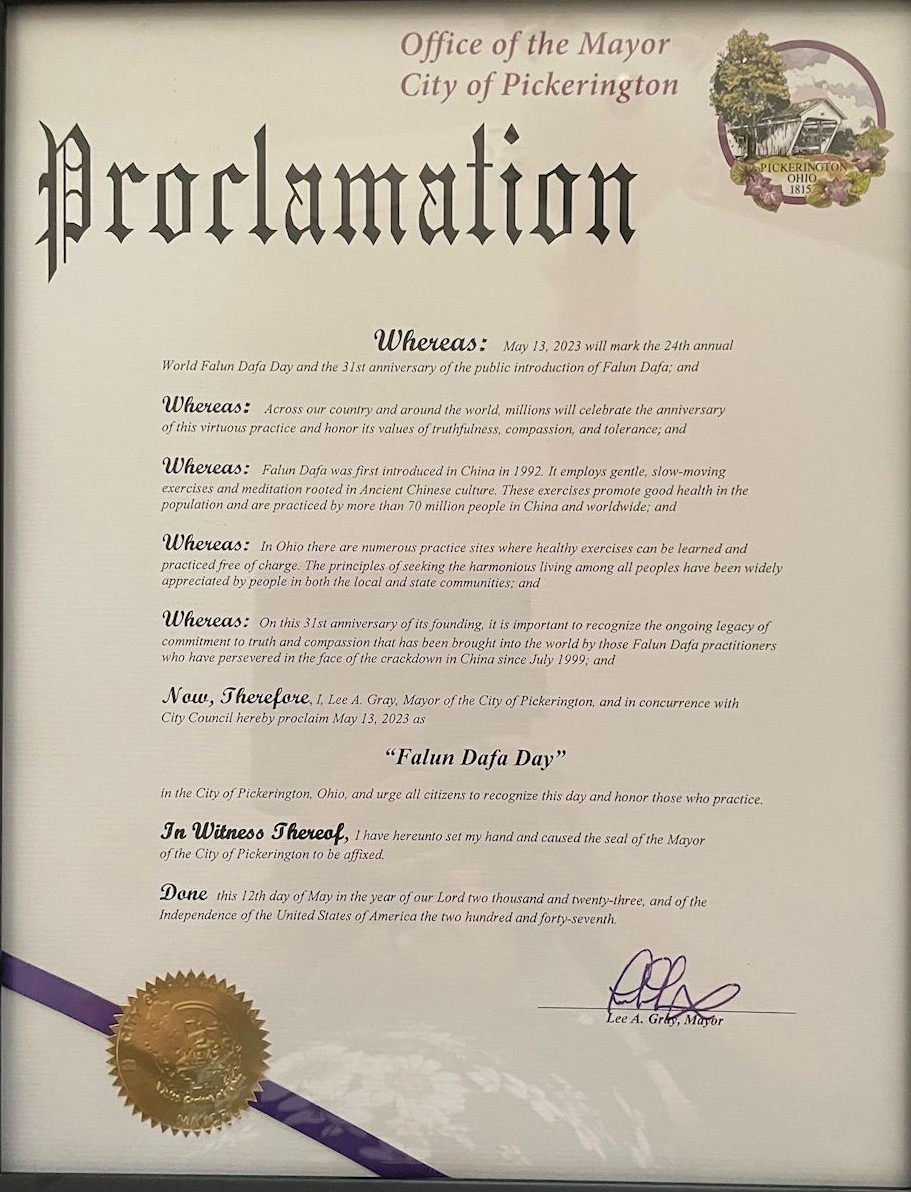 Office of the Mayor
City of Pickerington
Proclamation
PICKERINGTON
OHIO
1815
Whereas: May 13, 2023 will mark the 24th annual
World Falun Dafa Day and the 31st anniversary of the public introduction of Falun Dafa; and
Whereas: Across our country and around the world, millions will celebrate the anniversary
of this virtuous practice and honor its values of truthfulness, compassion, and tolerance; and
Whereas: Falun Dafa was first introduced in China in 1992. It employs gentle, slow-moving
exercises and meditation rooted in Ancient Chinese culture. These exercises promote good health in the
population and are practiced by more than 70 million people in China and worldwide; and
Whereas: In Ohio there are numerous practice sites where healthy exercises can be learned and
practiced free of charge. The principles of seeking the harmonious living among all peoples have been widely
appreciated by people in both the local and state communities; and
Whereas: On this 31st anniversary of its founding, it is important to recognize the ongoing legacy of
commitment to truth and compassion that has been brought into the world by those Falun Dafa practitioners
who have persevered in the face of the crackdown in China since July 1999; and
Now, Therefore, I, Lee A. Gray, Mayor of the City of Pickerington, and in concurrence with
City Council hereby proclaim May 13, 2023 as
“Falun Dafa Day”
in the City of Pickerington, Ohio, and urge all citizens to recognize this day and honor those who practice.
In Witness Thereof, I have hereunto set my hand and caused the seal of the Mayor
of the City of Pickerington to be affixed.
Done this 12th day of May in the year of our Lord two thousand and twenty-three, and of the
Independence of the United States of America the two hundred and forty-seventh.
Lee A. Gray, Mayor